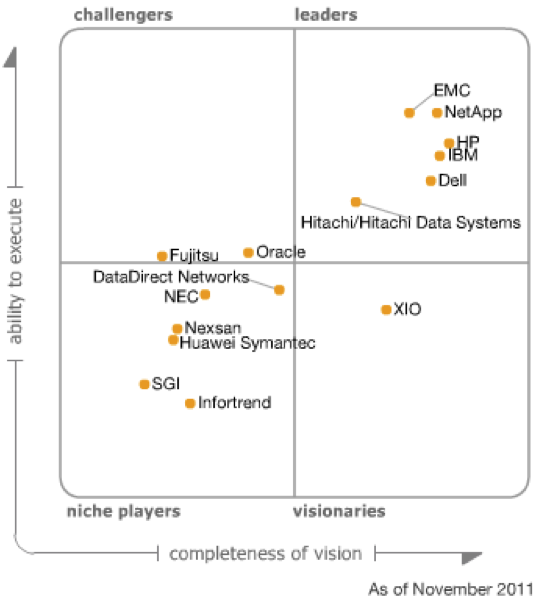 challengers
leaders
EMC
NetApp
HP
IBM
Dell
Hitachi/Hitachi Data Systems
Oracle
Fujitsu
DataDirect Networks
NEC
XIO
Nexsan
Huawei Symantec
SGI
Infortrend
ability to execute
niche players
visionaries
completeness of vision
As of November 2011